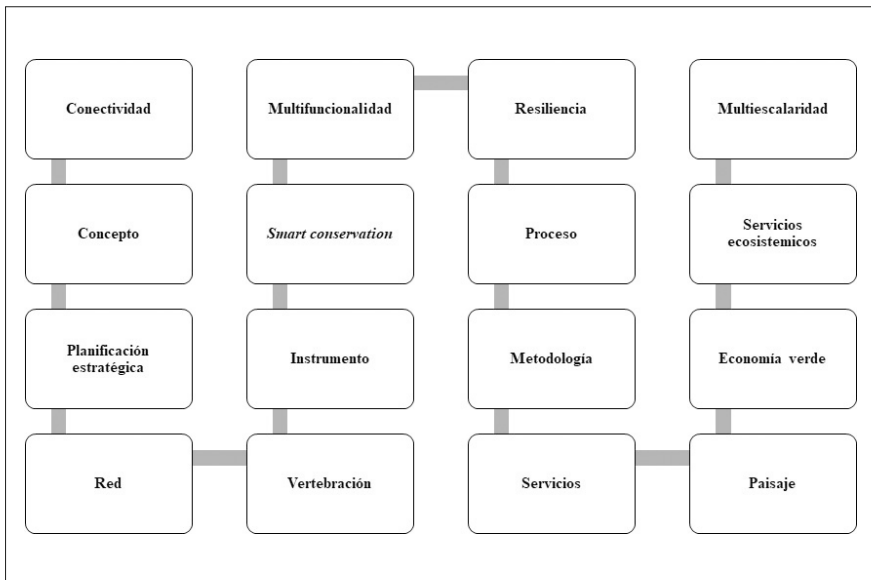 Conectividad
Concepto
Planificación
estratégica
Red
Vertebración
Instrumento
Smart conservation
Multifuncionalidad
Resiliencia
Proceso
Metodología
Servicios
Paisaje
Economía verde
Servicios
ecosistemicos
Multiescalaridad